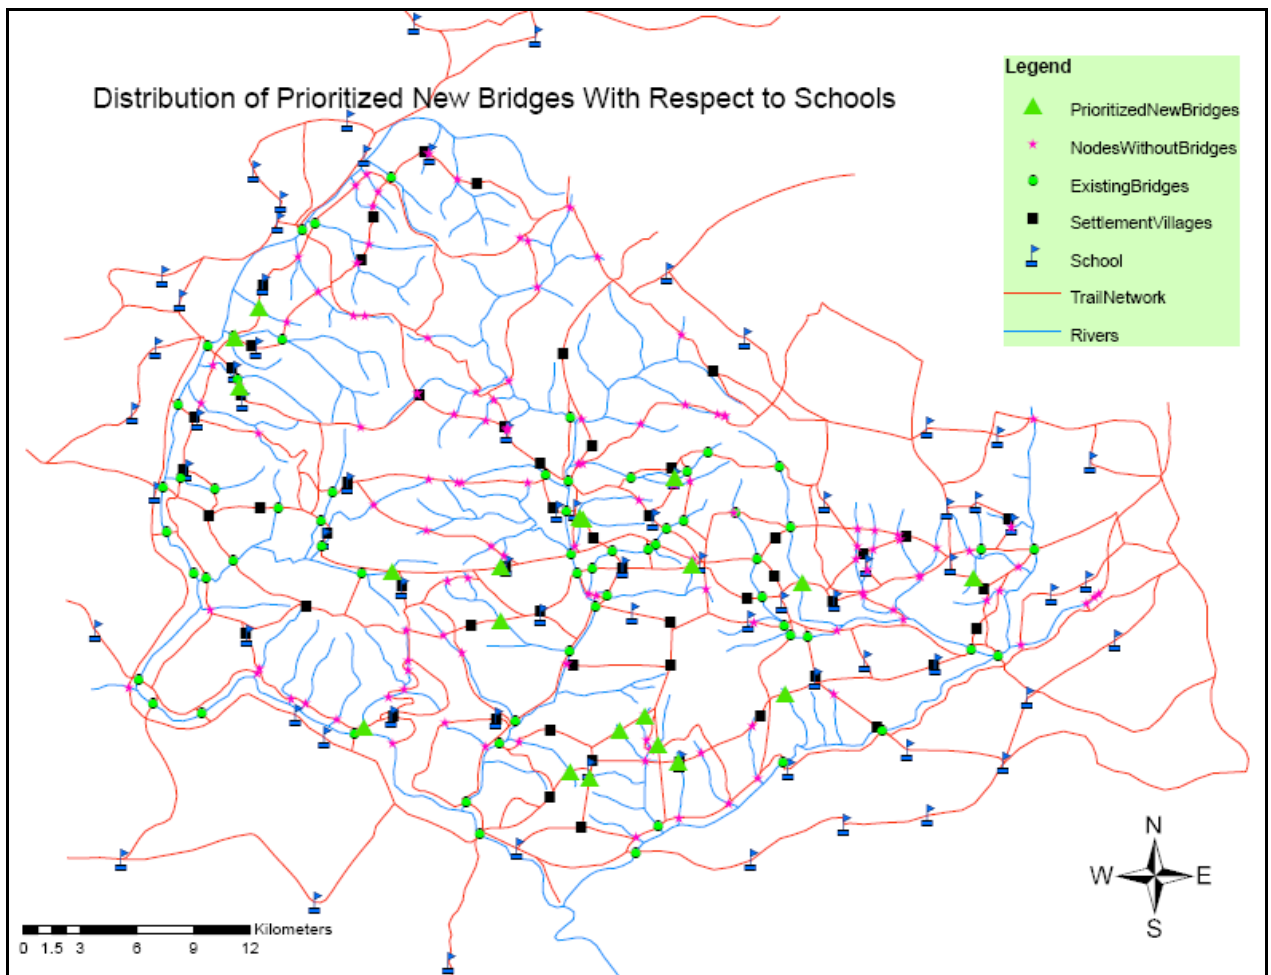 Distribution of Prioritized New Bridges With Respect to Schools
Legend
PrioritizedNewBridges
NodesWithoutBridges
ExistingBridges
SettlementVillages
School
TrailNetwork
Rivers
N
W E
S
Kilometers
0 1.5 3 6 9 12